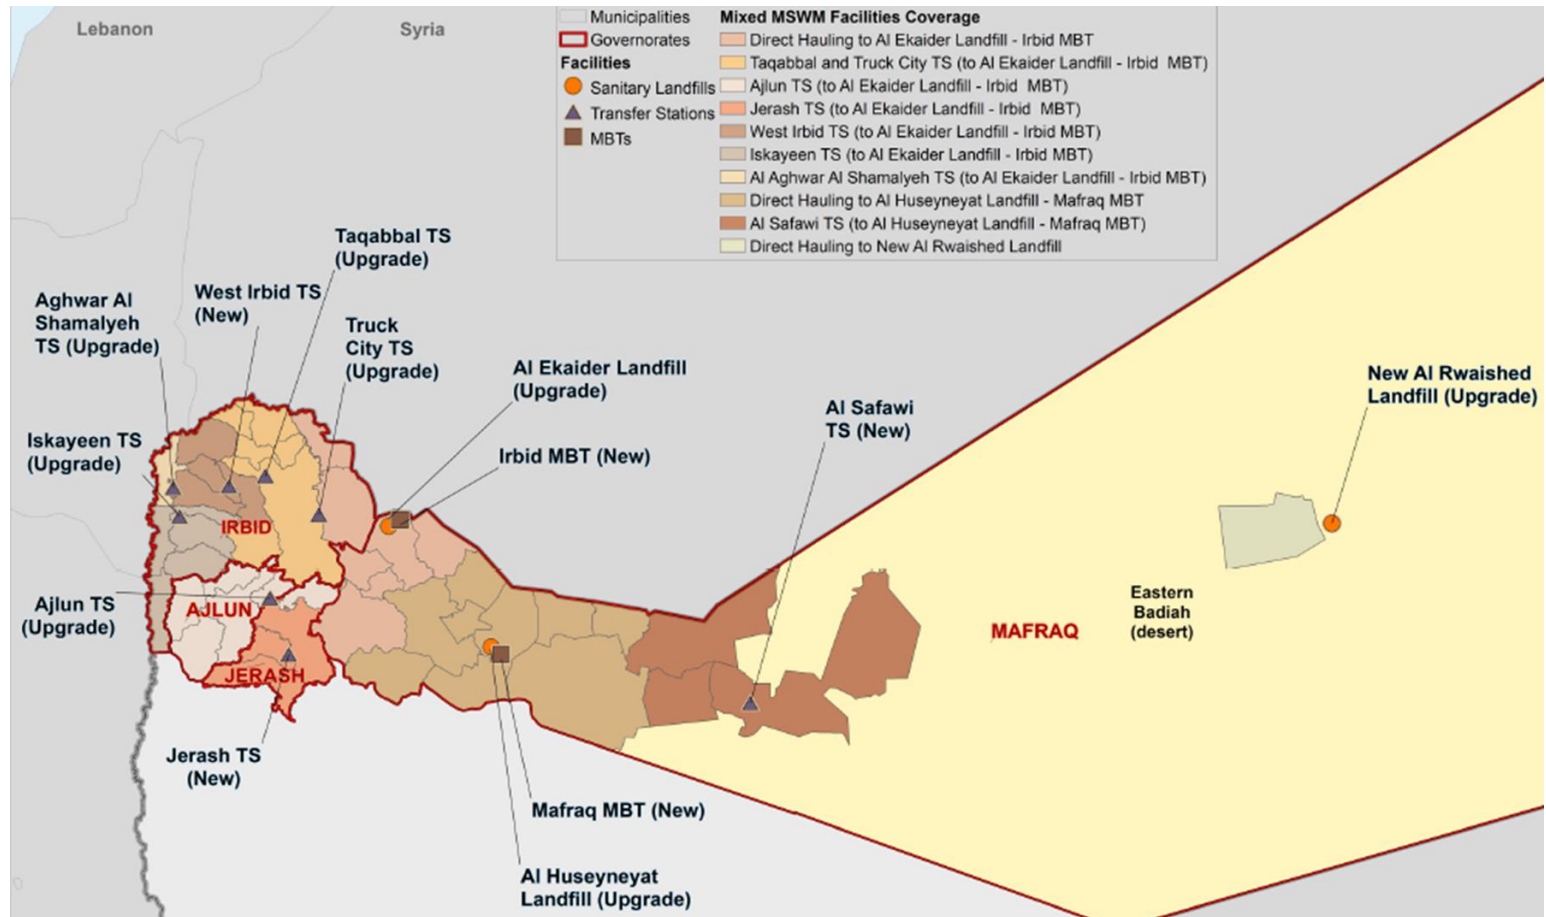 Lebanon
Syria
Municipalities
Governorates
Facilities
Sanitary Landfills
Transfer Stations
MBTs
Mixed MSWM Facilities Coverage
Direct Hauling to Al Ekaider Landfill - Irbid MBT
Taqabbal and Truck City TS (to Al Ekaider Landfill - Irbid MBT)
Ajlun TS (to Al Ekaider Landfill - Irbid MBT)
Jerash TS (to Al Ekaider Landfill - Irbid MBT)
West Irbid TS (to Al Ekaider Landfill - Irbid MBT)
Iskayeen TS (to Al Ekaider Landfill - Irbid MBT)
Al Aghwar Al Shamalyeh TS (to Al Ekaider Landfill - Irbid MBT)
Direct Hauling to Al Huseyneyat Landfill - Mafraq MBT
Al Safawi TS (to Al Huseyneyat Landfill - Mafraq MBT)
Direct Hauling to New Al Rwaished Landfill
Taqabbal TS
(Upgrade)
West Irbid TS
(New)
Aghwar Al
Shamalyeh
TS (Upgrade)
Truck
City TS
(Upgrade)
Al Ekaider Landfill
(Upgrade)
New Al Rwaished
Landfill (Upgrade)
Al Safawi
TS (New)
Iskayeen TS
(Upgrade)
Irbid MBT (New)
IRBID
Ajlun TS
(Upgrade)
AJLUN
Eastern
Badiah
(desert)
MAFRAQ
JERASH
Jerash TS
(New)
Mafraq MBT (New)
Al Huseyneyat
Landfill (Upgrade)